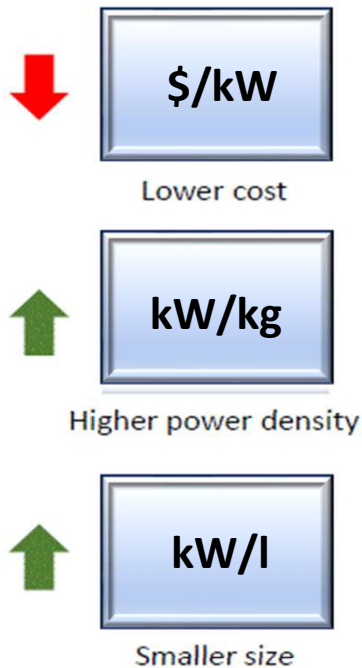 $/kW
Lower cost
kW/kg
Higher power density
kW/l
Smaller size